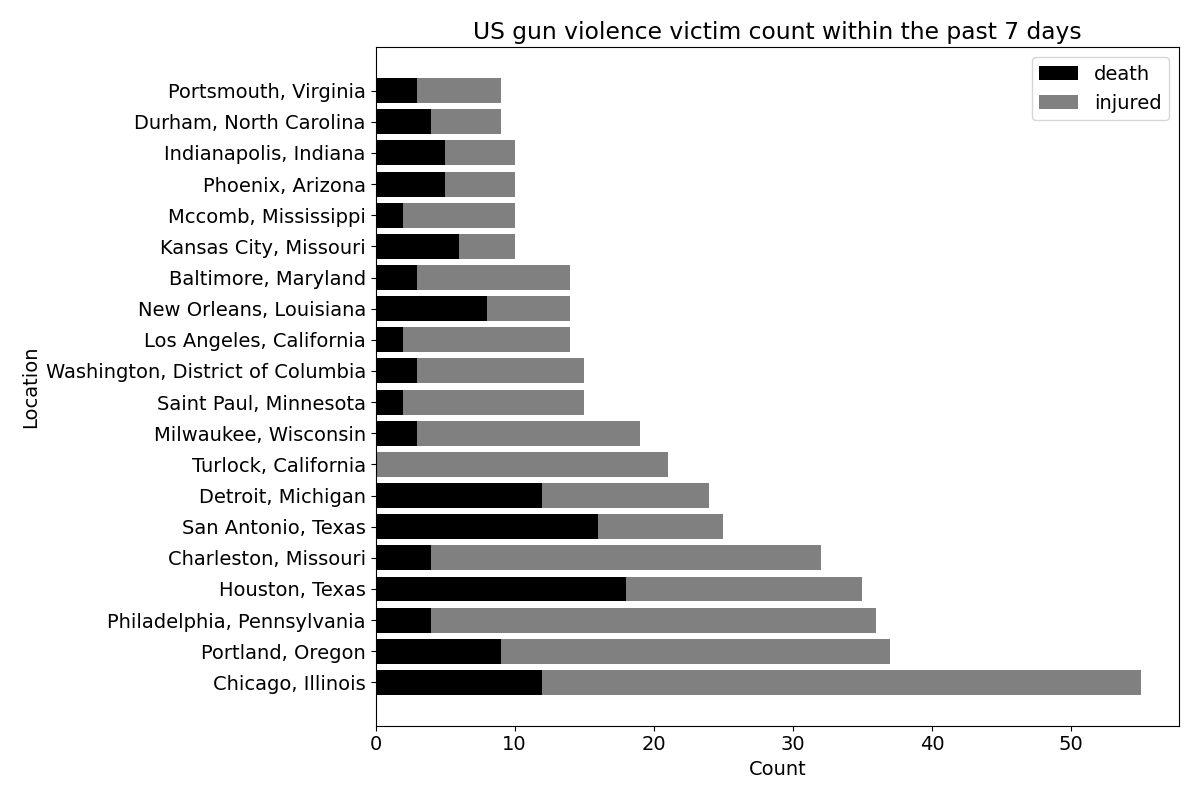 US gun violence victim count within the past 7 days
death
injured
Portsmouth, Virginia
Durham, North Carolina
Indianapolis, Indiana
Phoenix, Arizona
Mccomb, Mississippi
Kansas City, Missouri
Baltimore, Maryland
New Orleans, Louisiana
Los Angeles, California
Washington, District of Columbia
Saint Paul, Minnesota
Milwaukee, Wisconsin
Turlock, California
Detroit, Michigan
San Antonio, Texas
Charleston, Missouri
Houston, Texas
Philadelphia, Pennsylvania
Portland, Oregon
Chicago, Illinois
Location
0 10 20 30 40 50
Count